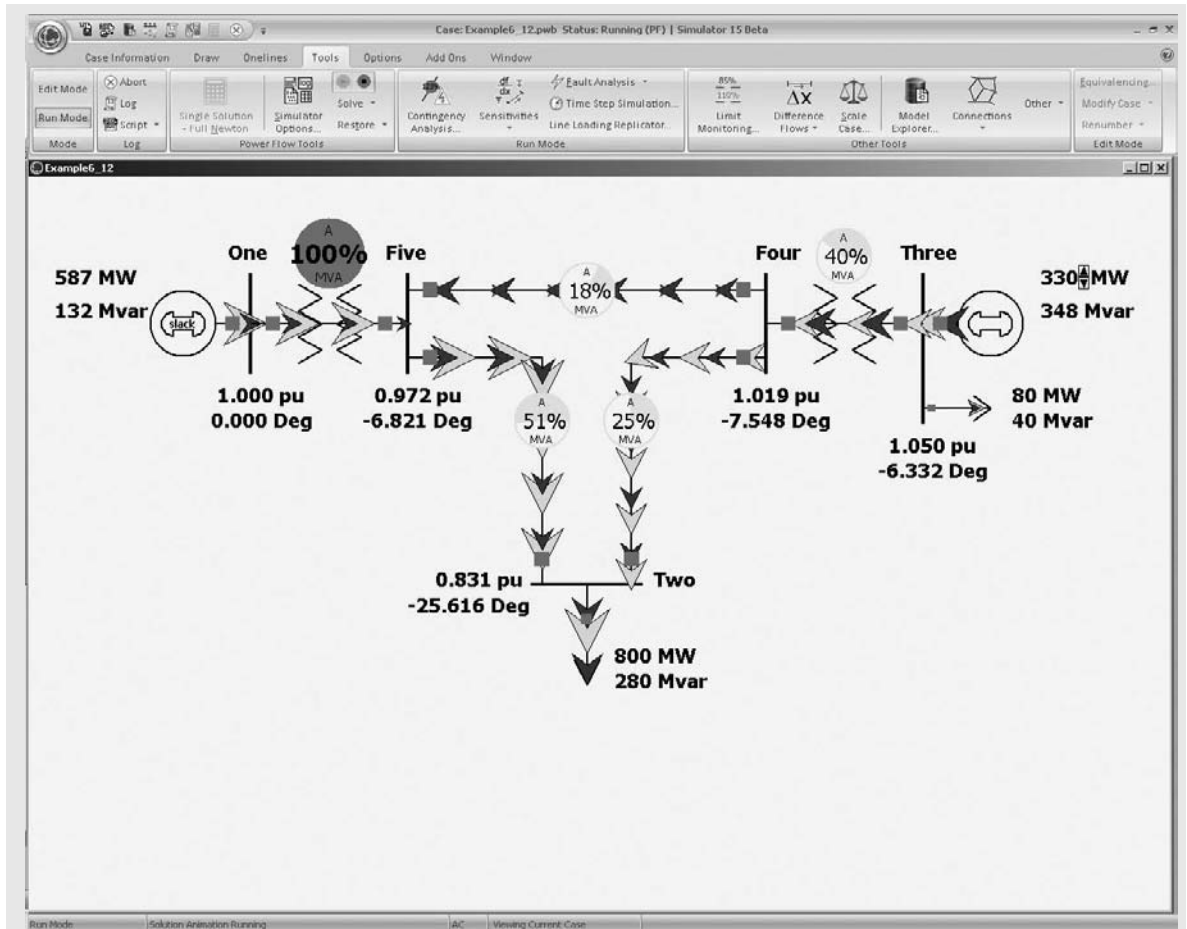 Case: Example6_12.pwb Status: Running (PF) | Simulator 15 Beta
Case Information Draw Onelines Tools Options Add Ons Window
Edit Mode
Run Mode
Mode
Abort
Log
Script
Log
Single Solution
- Full Newton
Simulator
Options...
Solve
Restore
Power Flow Tools
Contingency
Analysis...
Sensitivities
Fault Analysis
Time Step Simulation...
Line Loading Replicator...
Run Mode
Limit
Monitoring...
ΔX
Difference
Flows
Scale
Case...
Model
Explorer...
Connections
Other
Other Tools
Equivalencing...
Modify Case
Renumber
Edit Mode
Example6_12
One
A
100%
MVA
Five
A
18%
MVA
Four
A
40%
MVA
Three
587 MW
132 Mvar
slack
330 MW
348 Mvar
1.000 pu
0.000 Deg
0.972 pu
-6.821 Deg
A
51%
MVA
A
25%
MVA
1.019 pu
-7.548 Deg
80 MW
40 Mvar
1.050 pu
-6.332 Deg
0.831 pu
-25.616 Deg
Two
800 MW
280 Mvar
Run Mode Solution Animation Running AC Viewing Current Case